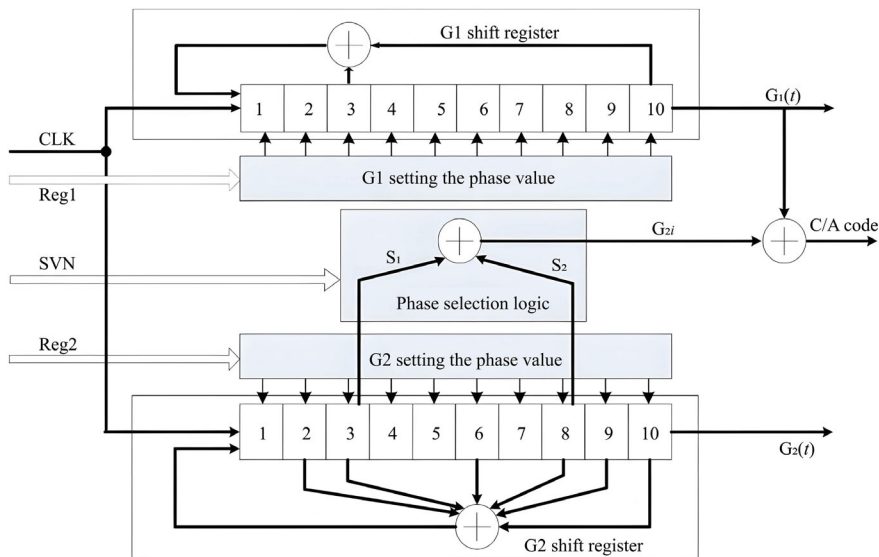 G1 shift register
1 2 3 4 5 6 7 8 9 10
G₁(t)
CLK
G1 setting the phase value
Reg1
C/A code
G₂i
S₁
S₂
SVN
Phase selection logic
Reg2
G2 setting the phase value
1 2 3 4 5 6 7 8 9 10
G₂(t)
G2 shift register